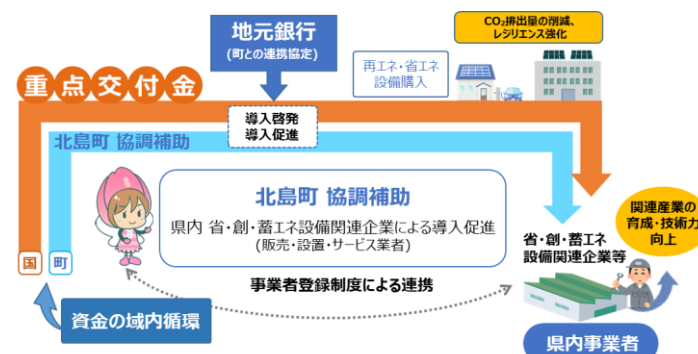 地元銀行
(町との連携協定)
CO₂排出量の削減、
レジリエンス強化
再エネ・省エネ
設備購入
重点交付金
導入啓発
導入促進
北島町 協調補助
北島町 協調補助
県内 省・創・蓄エネ設備関連企業による導入促進
(販売・設置・サービス業者)
関連産業の
育成・技術力
向上
省・創・蓄エネ
設備関連企業等
国
町
事業者登録制度による連携
資金の域内循環
県内事業者